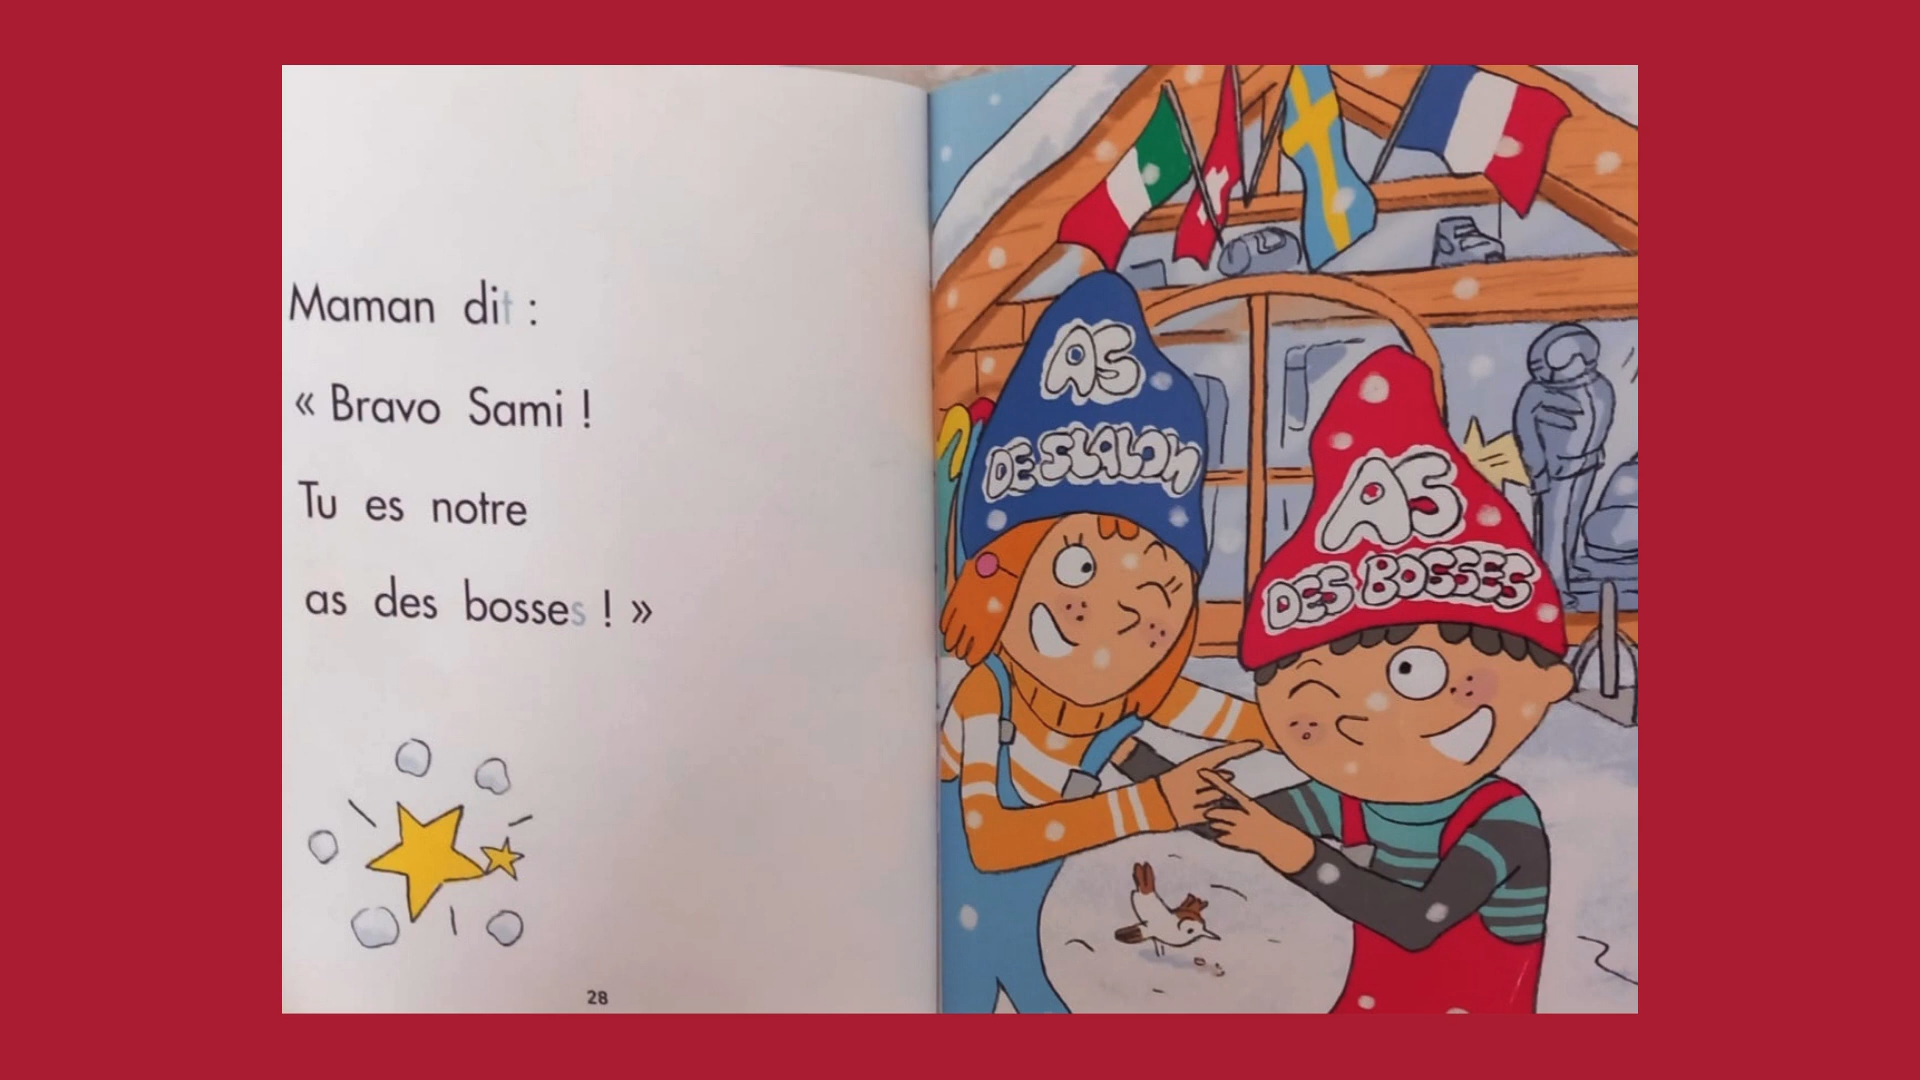 Maman dit :
« Bravo Sami !
Tu es notre
as des bosses ! »
28
AS
DE SLALOM
AS
DES BOSSES